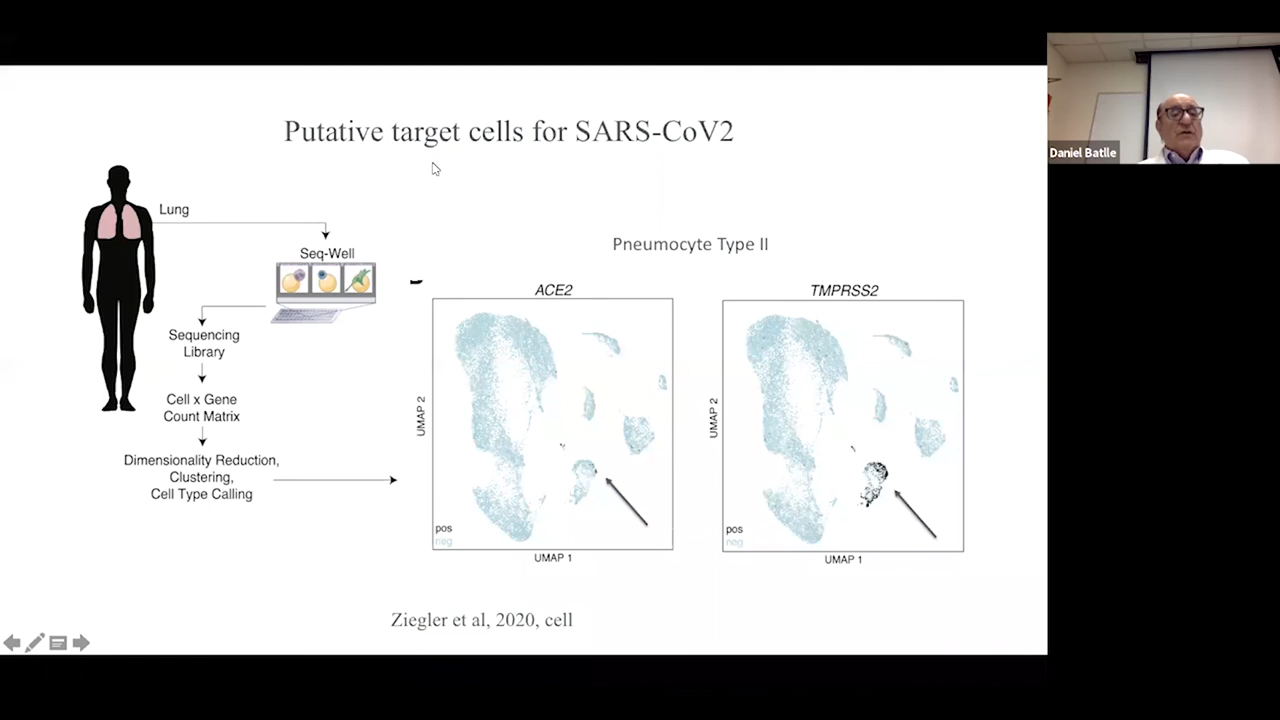 Putative target cells for SARS-CoV2
Daniel Batlle
Lung
Seq-Well
Sequencing
Library
Cell x Gene
Count Matrix
Dimensionality Reduction,
Clustering,
Cell Type Calling
Pneumocyte Type II
ACE2
UMAP 2
pos
neg
UMAP 1
TMPRSS2
UMAP 2
pos
neg
UMAP 1
Ziegler et al, 2020, cell